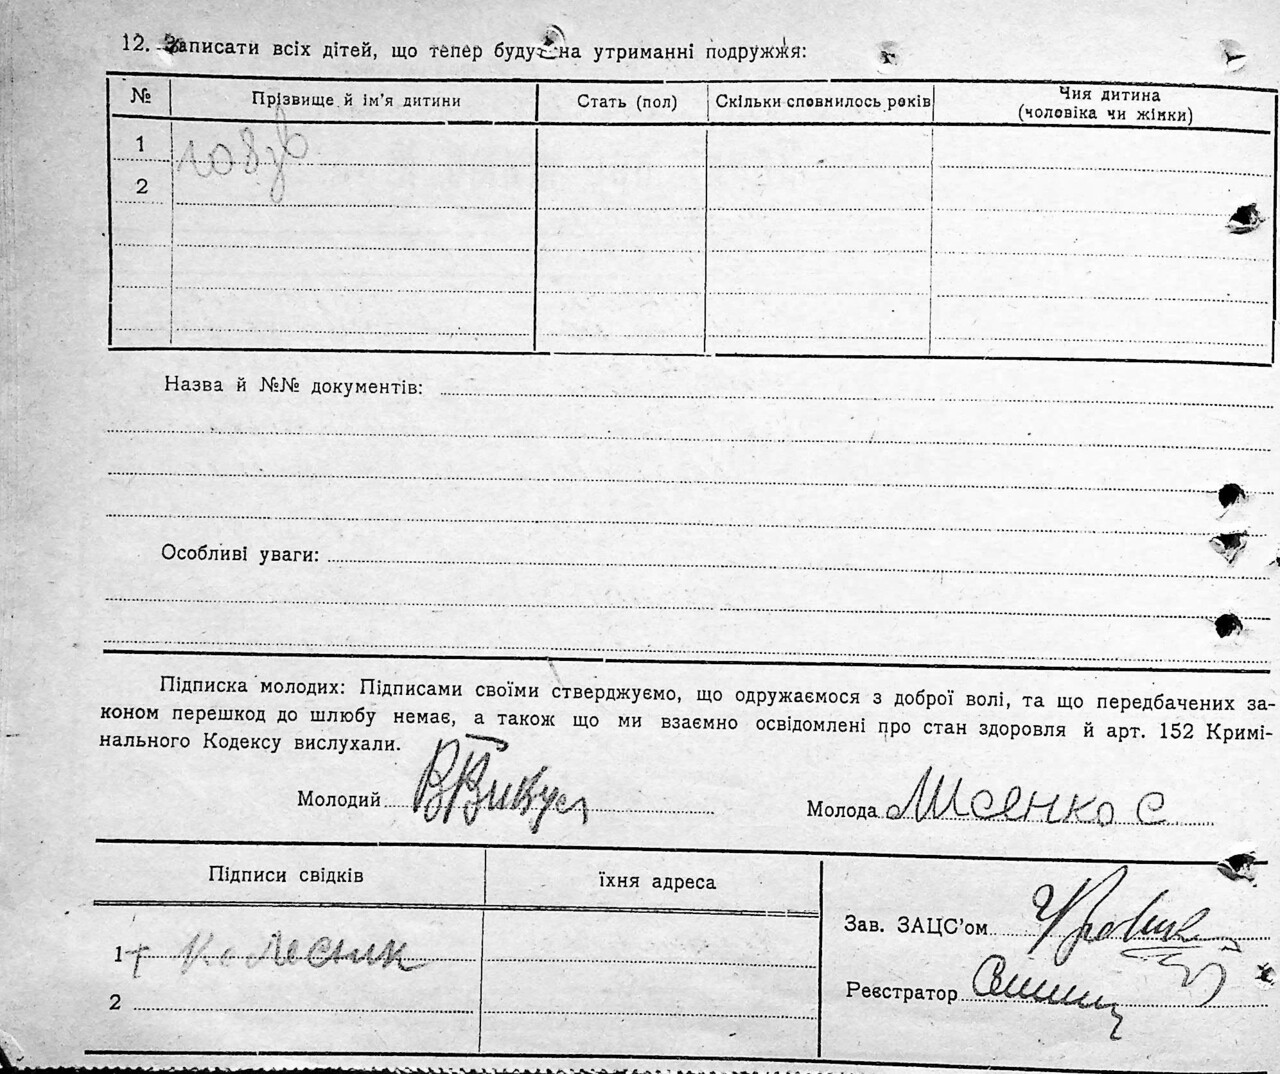 12. Записати всіх дітей, що тепер будуть на утриманні подружжя:
№ Прізвище й ім'я дитини Стать (пол) Скільки сповнилось років Чия дитина
(чоловіка чи жінки)
1
2
Назва й №№ документів:
Особливі уваги:
Підписка молодих: Підписами своїми стверджуємо, що одружаємося з доброї волі, та що передбачених за-
коном перешкод до шлюбу немає, а також що ми взаємно освідомлені про стан здоровля й арт. 152 Кримі-
нального Кодексу вислухали.
Молодий
Молода С
Підписи свідків їхня адреса
Зав. ЗАЦС'ом
1 Колесник
Реєстратор
2